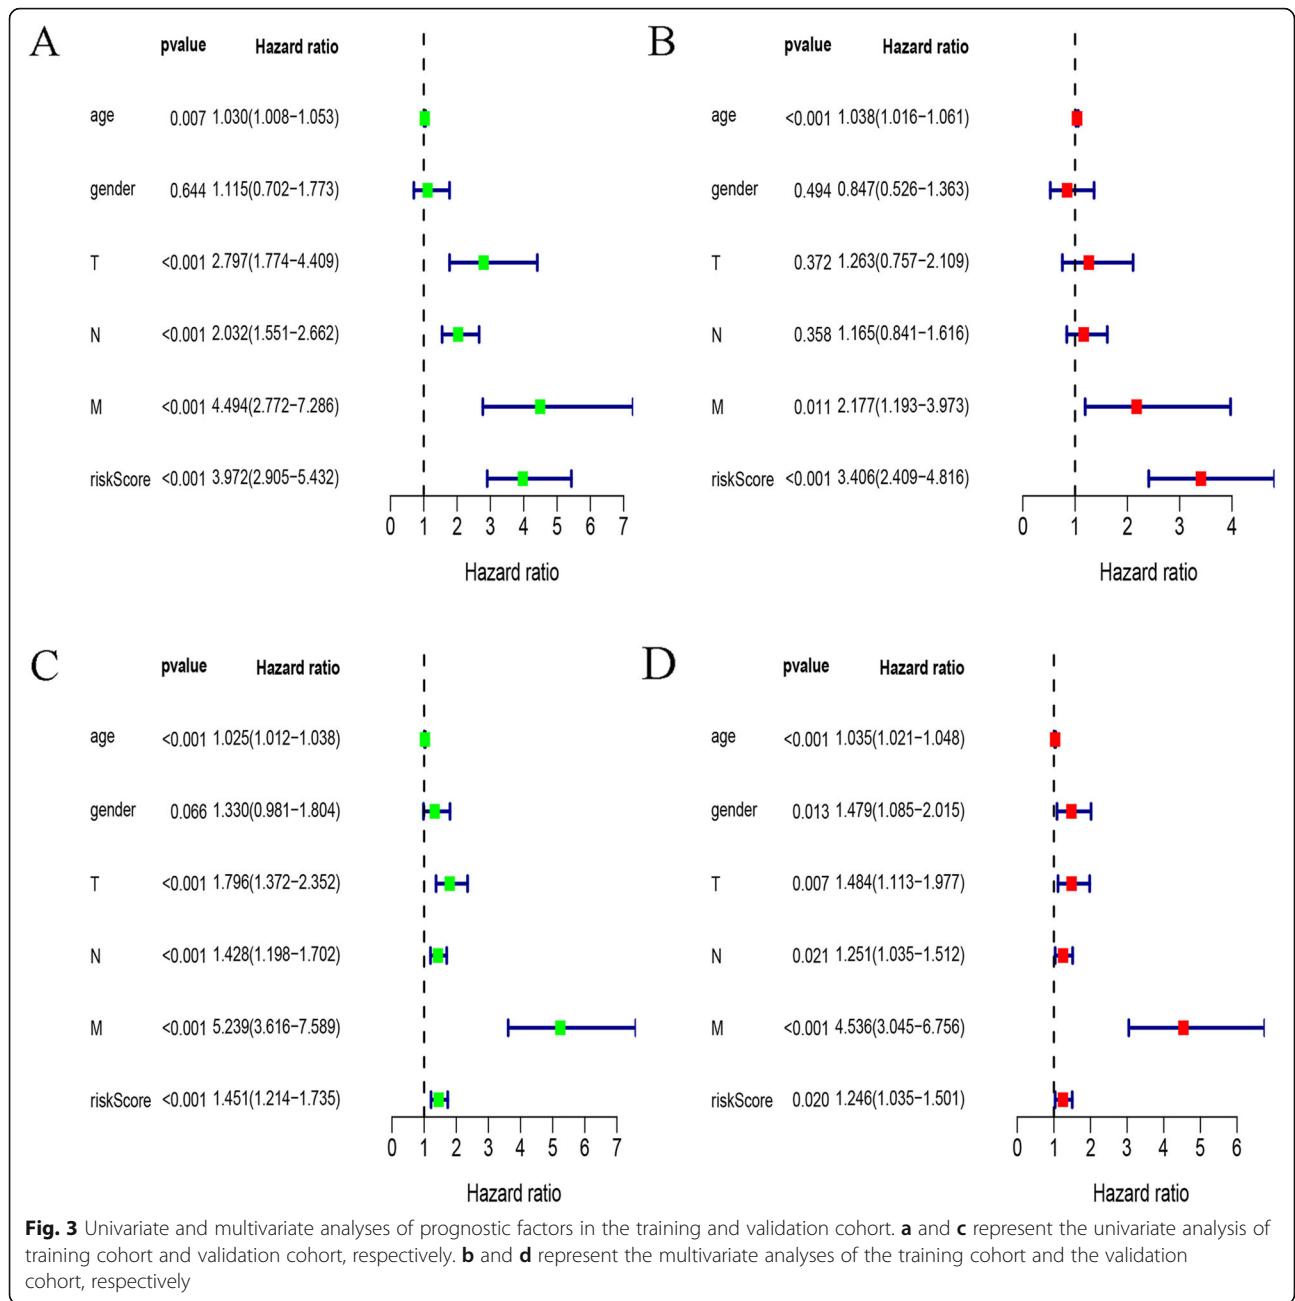 A
pvalue Hazard ratio
age 0.007 1.030(1.008−1.053)
gender 0.644 1.115(0.702−1.773)
T <0.001 2.797(1.774−4.409)
N <0.001 2.032(1.551−2.662)
M <0.001 4.494(2.772−7.286)
riskScore <0.001 3.972(2.905−5.432)
0 1 2 3 4 5 6 7
Hazard ratio
B
pvalue Hazard ratio
age <0.001 1.038(1.016−1.061)
gender 0.494 0.847(0.526−1.363)
T 0.372 1.263(0.757−2.109)
N 0.358 1.165(0.841−1.616)
M 0.011 2.177(1.193−3.973)
riskScore <0.001 3.406(2.409−4.816)
0 1 2 3 4
Hazard ratio
C
pvalue Hazard ratio
age <0.001 1.025(1.012−1.038)
gender 0.066 1.330(0.981−1.804)
T <0.001 1.796(1.372−2.352)
N <0.001 1.428(1.198−1.702)
M <0.001 5.239(3.616−7.589)
riskScore <0.001 1.451(1.214−1.735)
0 1 2 3 4 5 6 7
Hazard ratio
D
pvalue Hazard ratio
age <0.001 1.035(1.021−1.048)
gender 0.013 1.479(1.085−2.015)
T 0.007 1.484(1.113−1.977)
N 0.021 1.251(1.035−1.512)
M <0.001 4.536(3.045−6.756)
riskScore 0.020 1.246(1.035−1.501)
0 1 2 3 4 5 6
Hazard ratio
Fig. 3 Univariate and multivariate analyses of prognostic factors in the training and validation cohort. a and c represent the univariate analysis of
training cohort and validation cohort, respectively. b and d represent the multivariate analyses of the training cohort and the validation
cohort, respectively